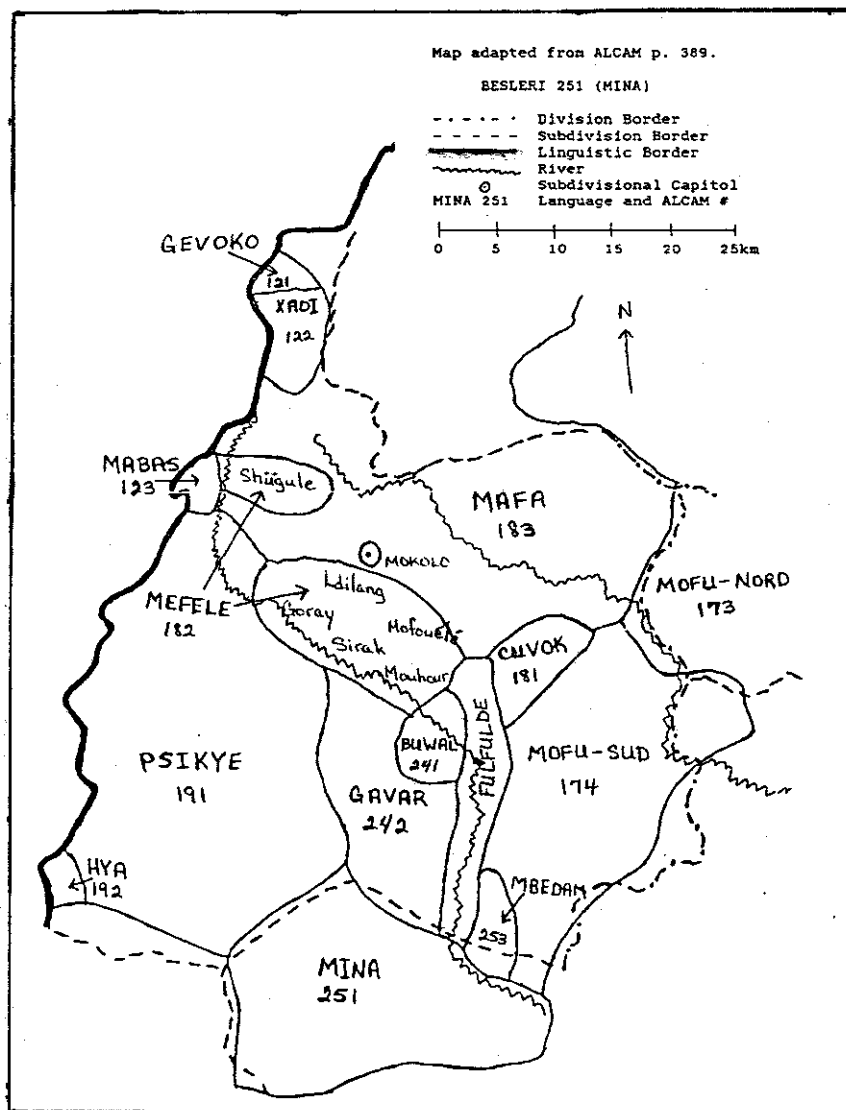 Map adapted from ALCAM p. 389.
BESLERI 251 (MINA)
Division Border
Subdivision Border
Linguistic Border
River
Subdivisional Capitol
MINA 251 Language and ALCAM #
0 5 10 15 20 25km
N
GEVOKO
121
XADI
122
MABAS
123
Shügule
MAFA
183
MOKOLO
MOFU-NORD
173
MEFELE
182
Ldilang
Goray
Mofouelé
Sirak
Mouhour
CUVOK
181
FULFULDE
BUWAL
241
PSIKYE
191
GAVAR
242
MOFU-SUD
174
HYA
192
MBEDAM
253
MINA
251